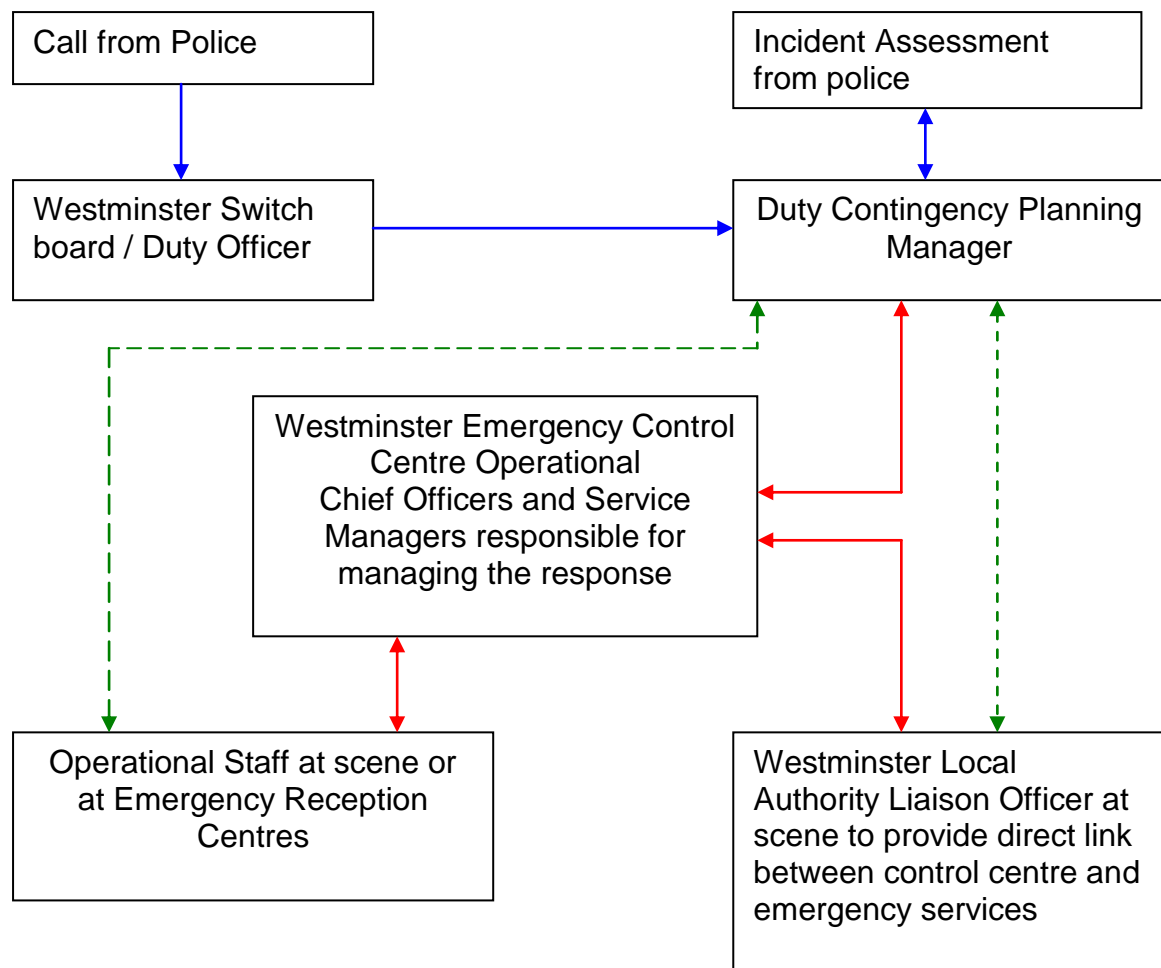 Call from Police
Incident Assessment
from police
Westminster Switch
board / Duty Officer
Duty Contingency Planning
Manager
Westminster Emergency Control
Centre Operational
Chief Officers and Service
Managers responsible for
managing the response
Operational Staff at scene or
at Emergency Reception
Centres
Westminster Local
Authority Liaison Officer at
scene to provide direct link
between control centre and
emergency services